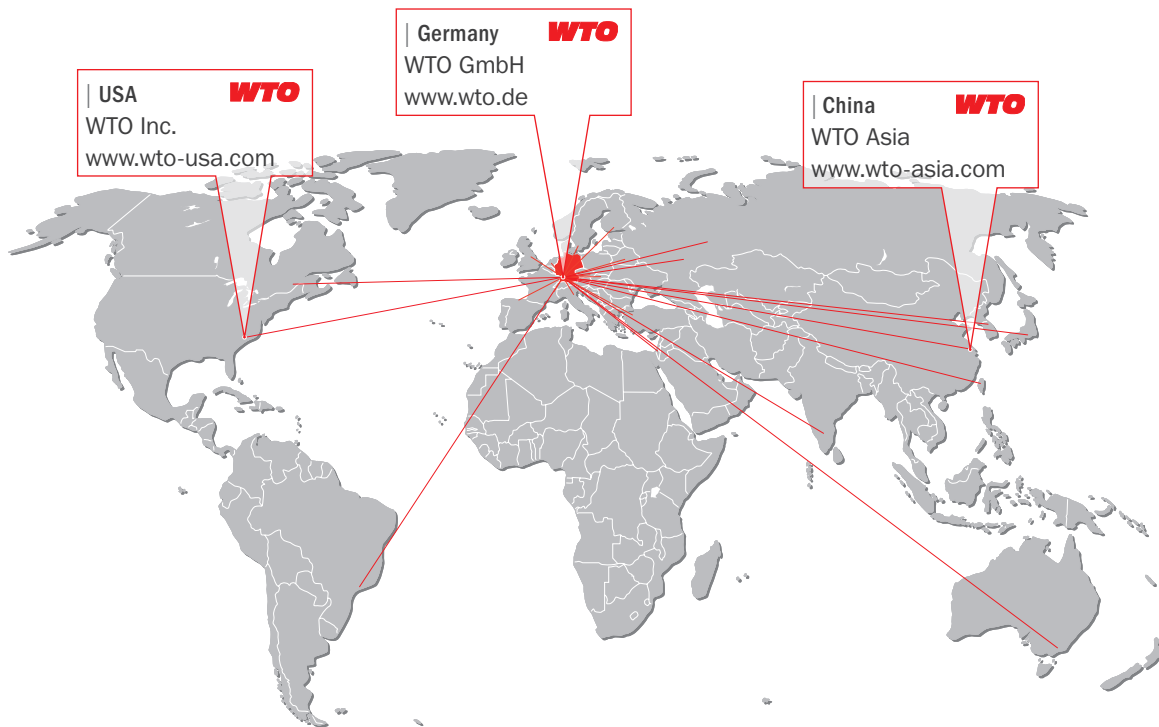 | USA WTO
WTO Inc.
www.wto-usa.com
| Germany WTO
WTO GmbH
www.wto.de
| China WTO
WTO Asia
www.wto-asia.com